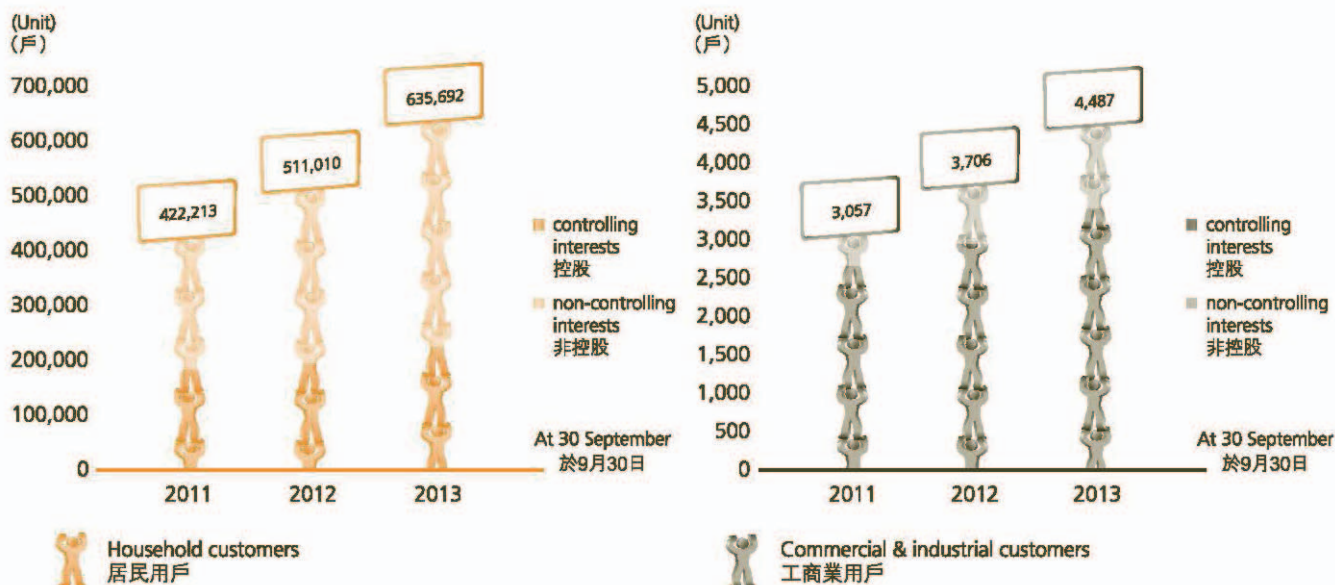 (Unit)
(戶)
700,000
600,000
500,000
400,000
300,000
200,000
100,000
0
422,213
511,010
635,692
2011
2012
2013
controlling
interests
控股
non-controlling
interests
非控股
At 30 September
於9月30日
Household customers
居民用戶
(Unit)
(戶)
5,000
4,500
4,000
3,500
3,000
2,500
2,000
1,500
1,000
500
0
3,057
3,706
4,487
2011
2012
2013
controlling
interests
控股
non-controlling
interests
非控股
At 30 September
於9月30日
Commercial & industrial customers
工商業用戶